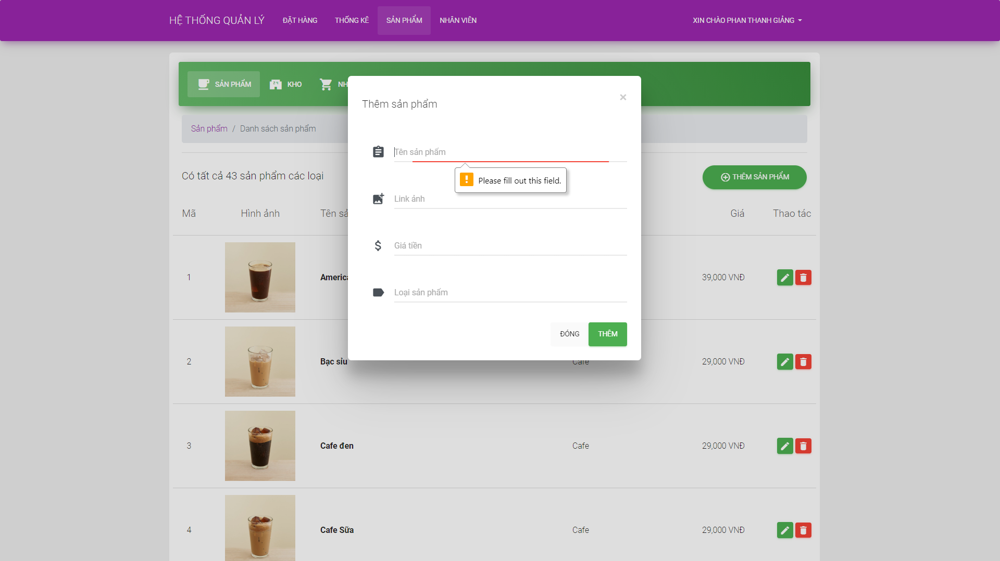 HỆ THỐNG QUẢN LÝ ĐẶT HÀNG THỐNG KÊ SẢN PHẨM NHÂN VIÊN XIN CHÀO PHAN THANH GIẢNG
SẢN PHẨM KHO NH
Sản phẩm / Danh sách sản phẩm
Có tất cả 43 sản phẩm các loại
THÊM SẢN PHẨM
Mã Hình ảnh Tên sả Giá Thao tác
1 America 39,000 VNĐ
2 Bạc sỉu Cafe 29,000 VNĐ
3 Cafe đen Cafe 29,000 VNĐ
4 Cafe Sữa Cafe 29,000 VNĐ
Thêm sản phẩm ×
Tên sản phẩm
Please fill out this field.
Link ảnh
Giá tiền
Loại sản phẩm
ĐÓNG THÊM